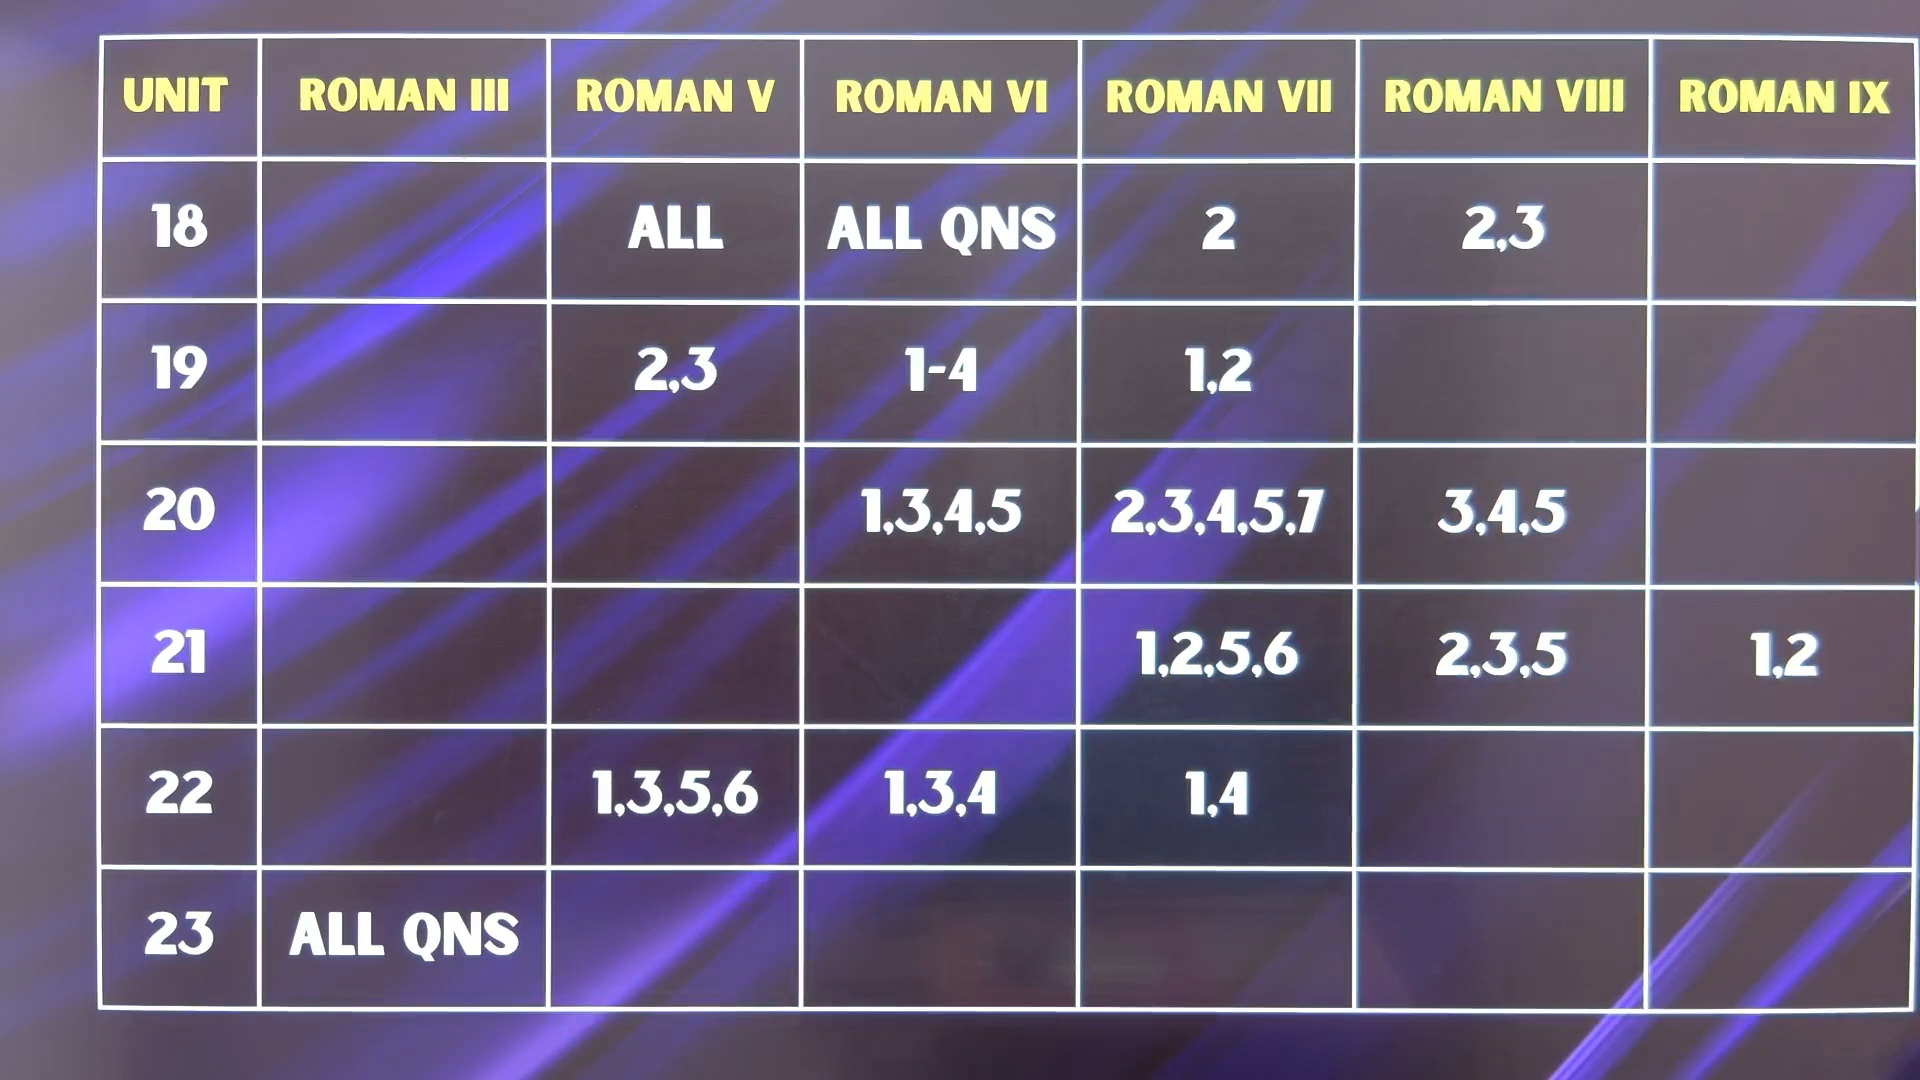 UNIT ROMAN III ROMAN V ROMAN VI ROMAN VII ROMAN VIII ROMAN IX
18 ALL ALL QNS 2 2,3
19 2,3 1-4 1,2
20 1,3,4,5 2,3,4,5,7 3,4,5
21 1,2,5,6 2,3,5 1,2
22 1,3,5,6 1,3,4 1,4
23 ALL QNS